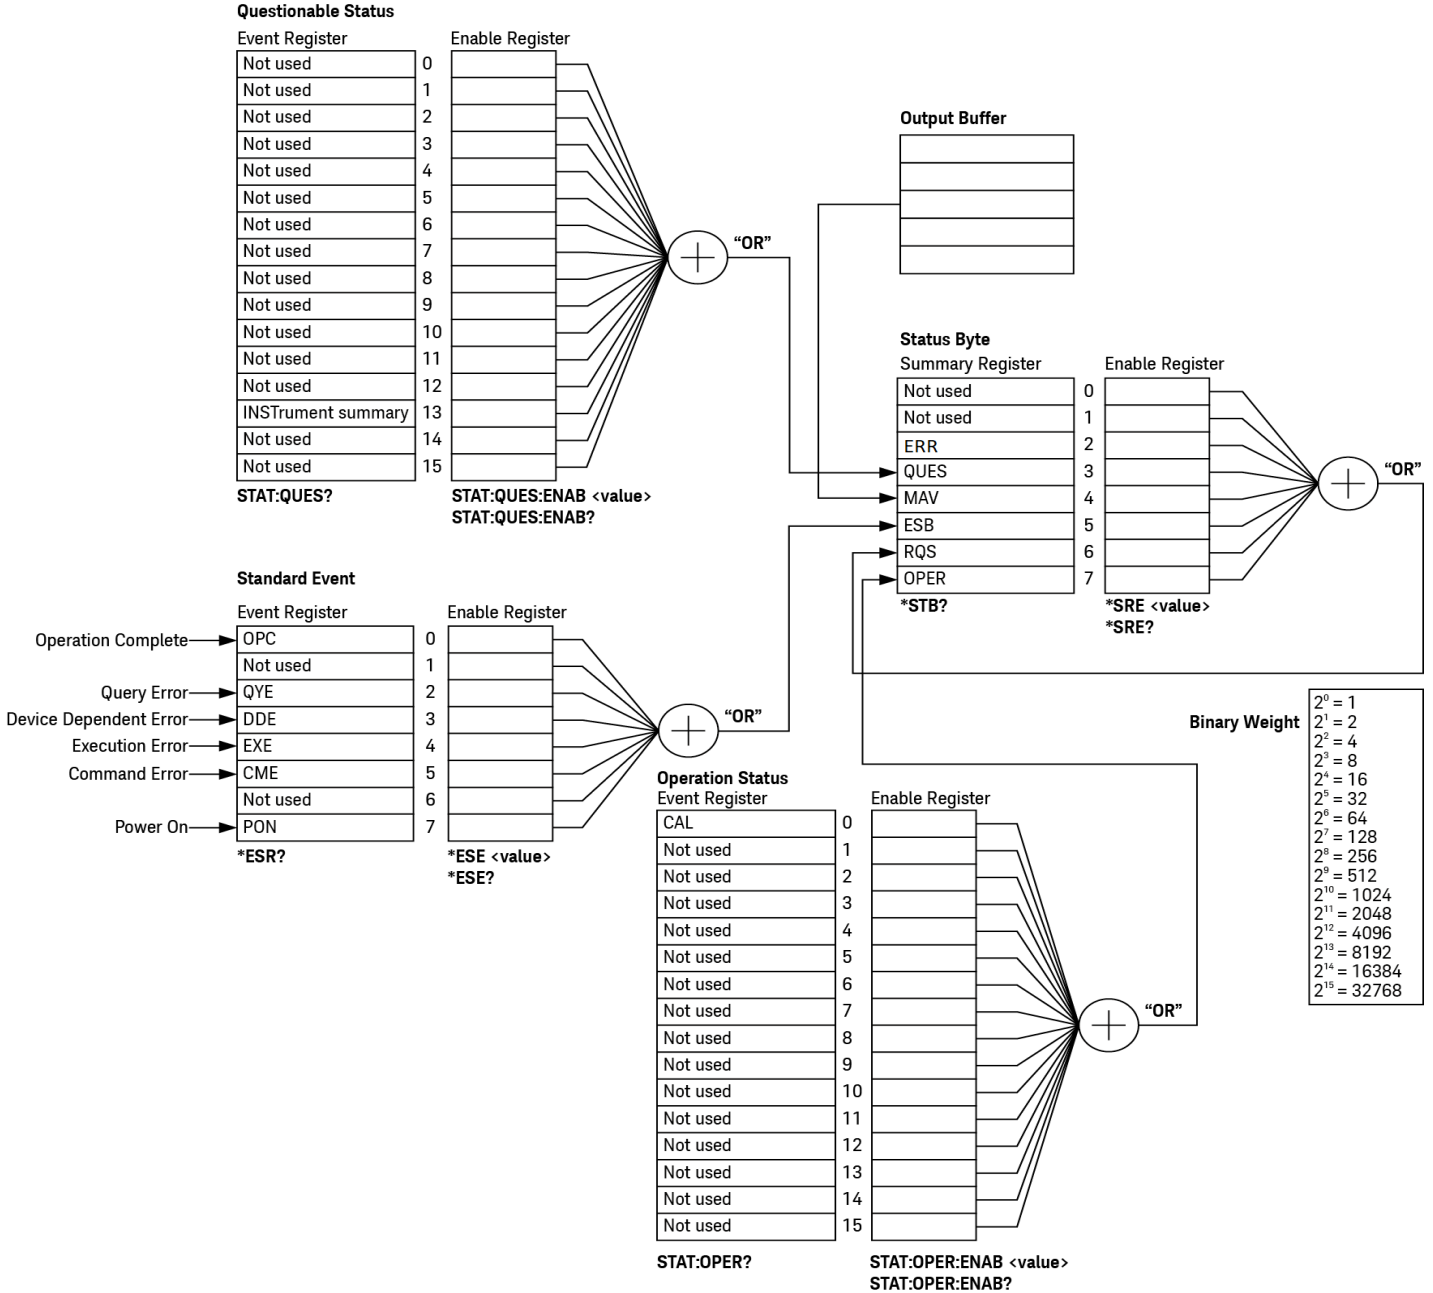 Questionable Status
Event Register
Enable Register
Not used 0
Not used 1
Not used 2
Not used 3
Not used 4
Not used 5
Not used 6
Not used 7
Not used 8
Not used 9
Not used 10
Not used 11
Not used 12
INSTrument summary 13
Not used 14
Not used 15
"OR"
STAT:QUES?
STAT:QUES:ENAB <value>
STAT:QUES:ENAB?
Output Buffer
Status Byte
Summary Register
Enable Register
Not used 0
Not used 1
ERR 2
QUES 3
MAV 4
ESB 5
RQS 6
OPER 7
"OR"
*STB?
*SRE <value>
*SRE?
Standard Event
Event Register
Enable Register
Operation Complete OPC 0
Not used 1
Query Error QYE 2
Device Dependent Error DDE 3
Execution Error EXE 4
Command Error CME 5
Not used 6
Power On PON 7
"OR"
*ESR?
*ESE <value>
*ESE?
Binary Weight
2⁰ = 1
2¹ = 2
2² = 4
2³ = 8
2⁴ = 16
2⁵ = 32
2⁶ = 64
2⁷ = 128
2⁸ = 256
2⁹ = 512
2¹⁰ = 1024
2¹¹ = 2048
2¹² = 4096
2¹³ = 8192
2¹⁴ = 16384
2¹⁵ = 32768
Operation Status
Event Register
Enable Register
CAL 0
Not used 1
Not used 2
Not used 3
Not used 4
Not used 5
Not used 6
Not used 7
Not used 8
Not used 9
Not used 10
Not used 11
Not used 12
Not used 13
Not used 14
Not used 15
"OR"
STAT:OPER?
STAT:OPER:ENAB <value>
STAT:OPER:ENAB?